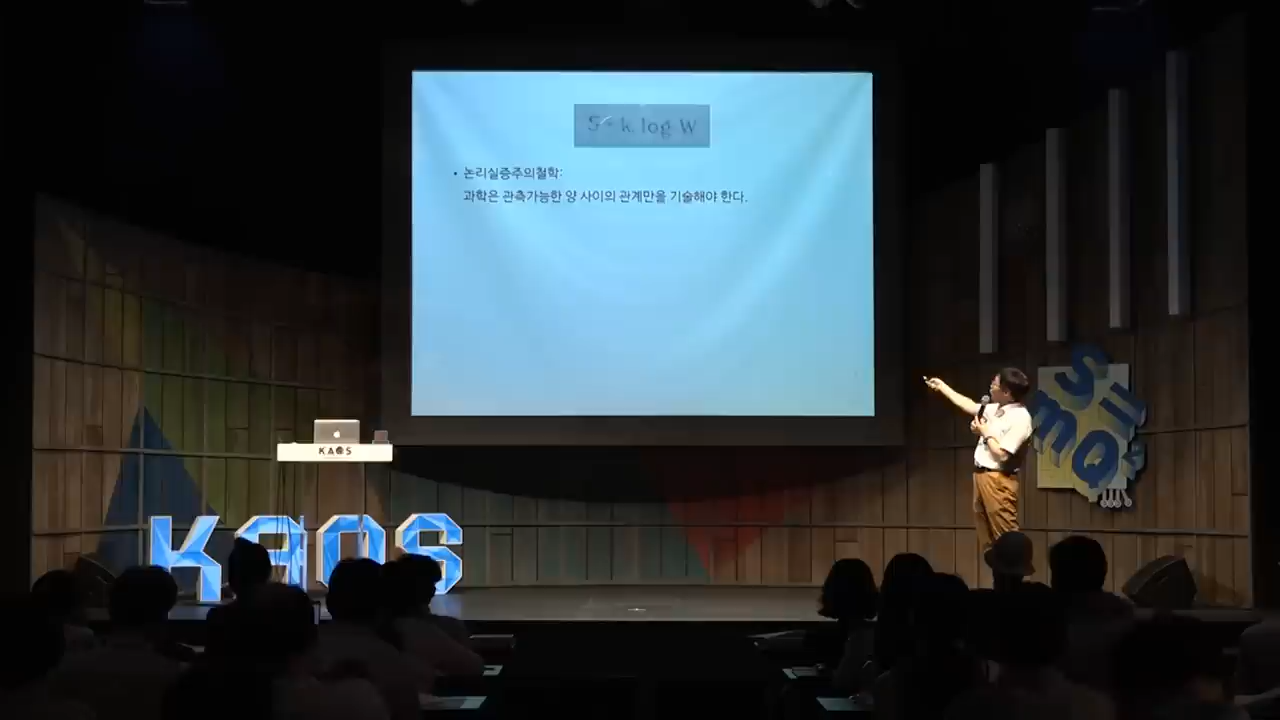 S = k. log W
• 논리실증주의철학:
과학은 관측가능한 양 사이의 관계만을 기술해야 한다.
KAOS
KAOS